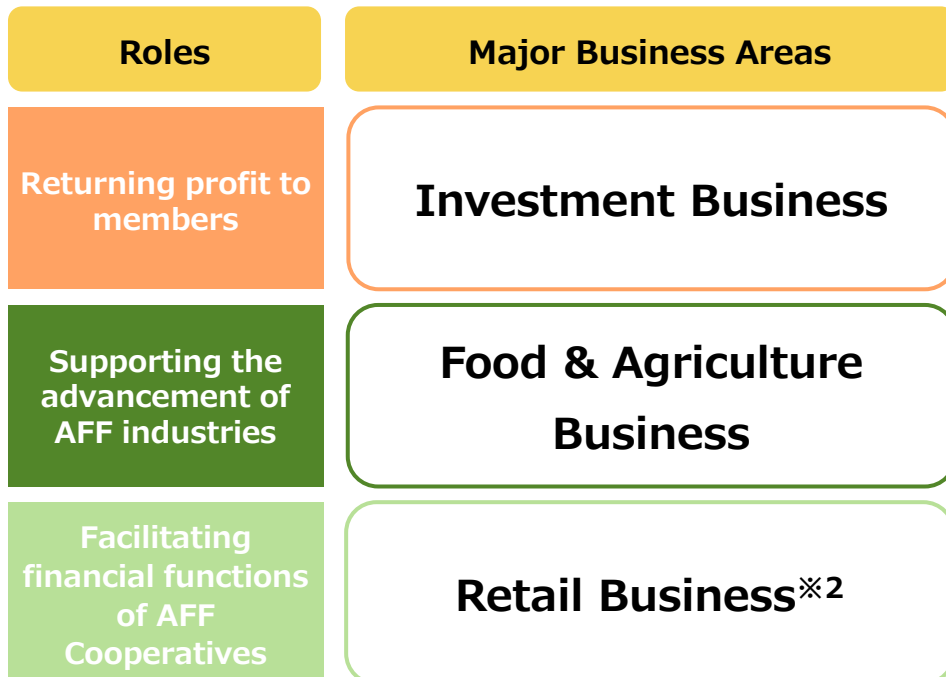 Roles
Major Business Areas
Returning profit to
members
Investment Business
Supporting the
advancement of
AFF industries
Food & Agriculture
Business
Facilitating
financial functions
of AFF
Cooperatives
Retail Business※2